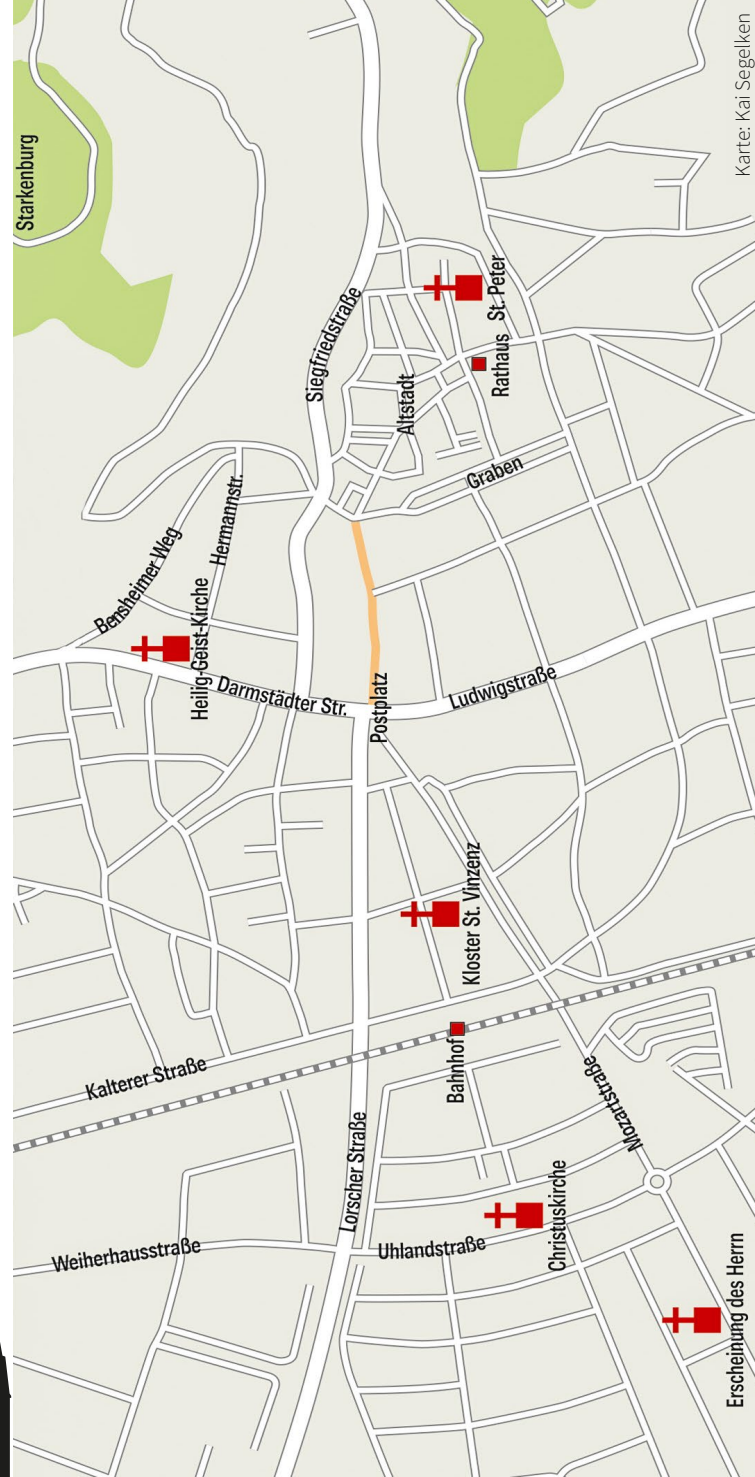 Starkenburg
Siegfriedstraße
St. Peter
Rathaus
Altstadt
Graben
Hermannstr.
Bensheimer Weg
Heilig-Geist-Kirche
Darmstädter Str.
Postplatz
Ludwigstraße
Kloster St. Vinzenz
Kalterer Straße
Bahnhof
Mozartstraße
Lorscher Straße
Christuskirche
Weiherhausstraße
Uhlandstraße
Erscheinung des Herrn
Karte: Kai Segelken